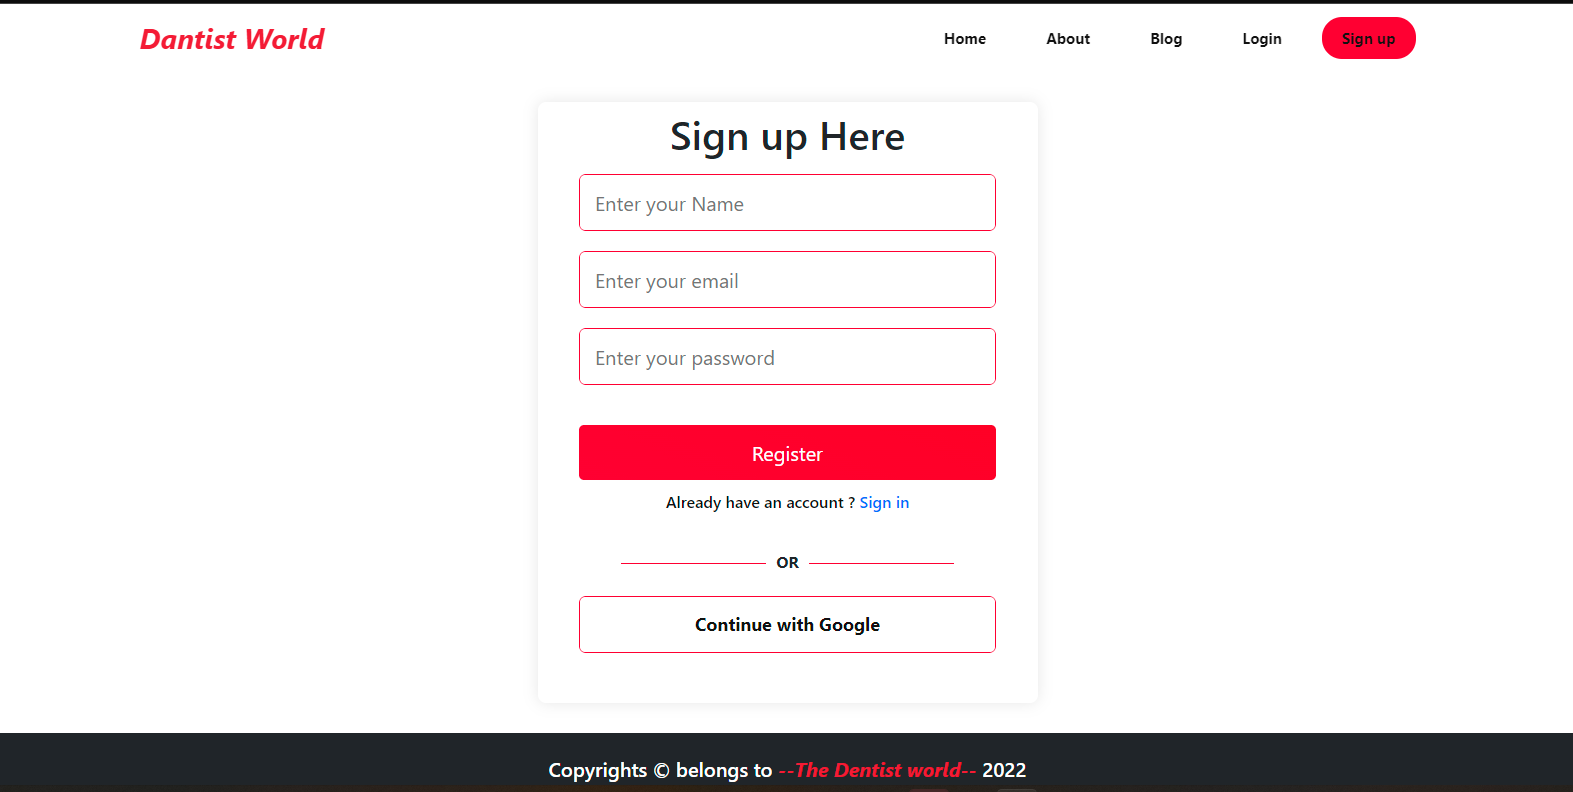 Dantist World
Home About Blog Login Sign up
Sign up Here
Enter your Name
Enter your email
Enter your password
Register
Already have an account ? Sign in
OR
Continue with Google
Copyrights © belongs to --The Dentist world-- 2022